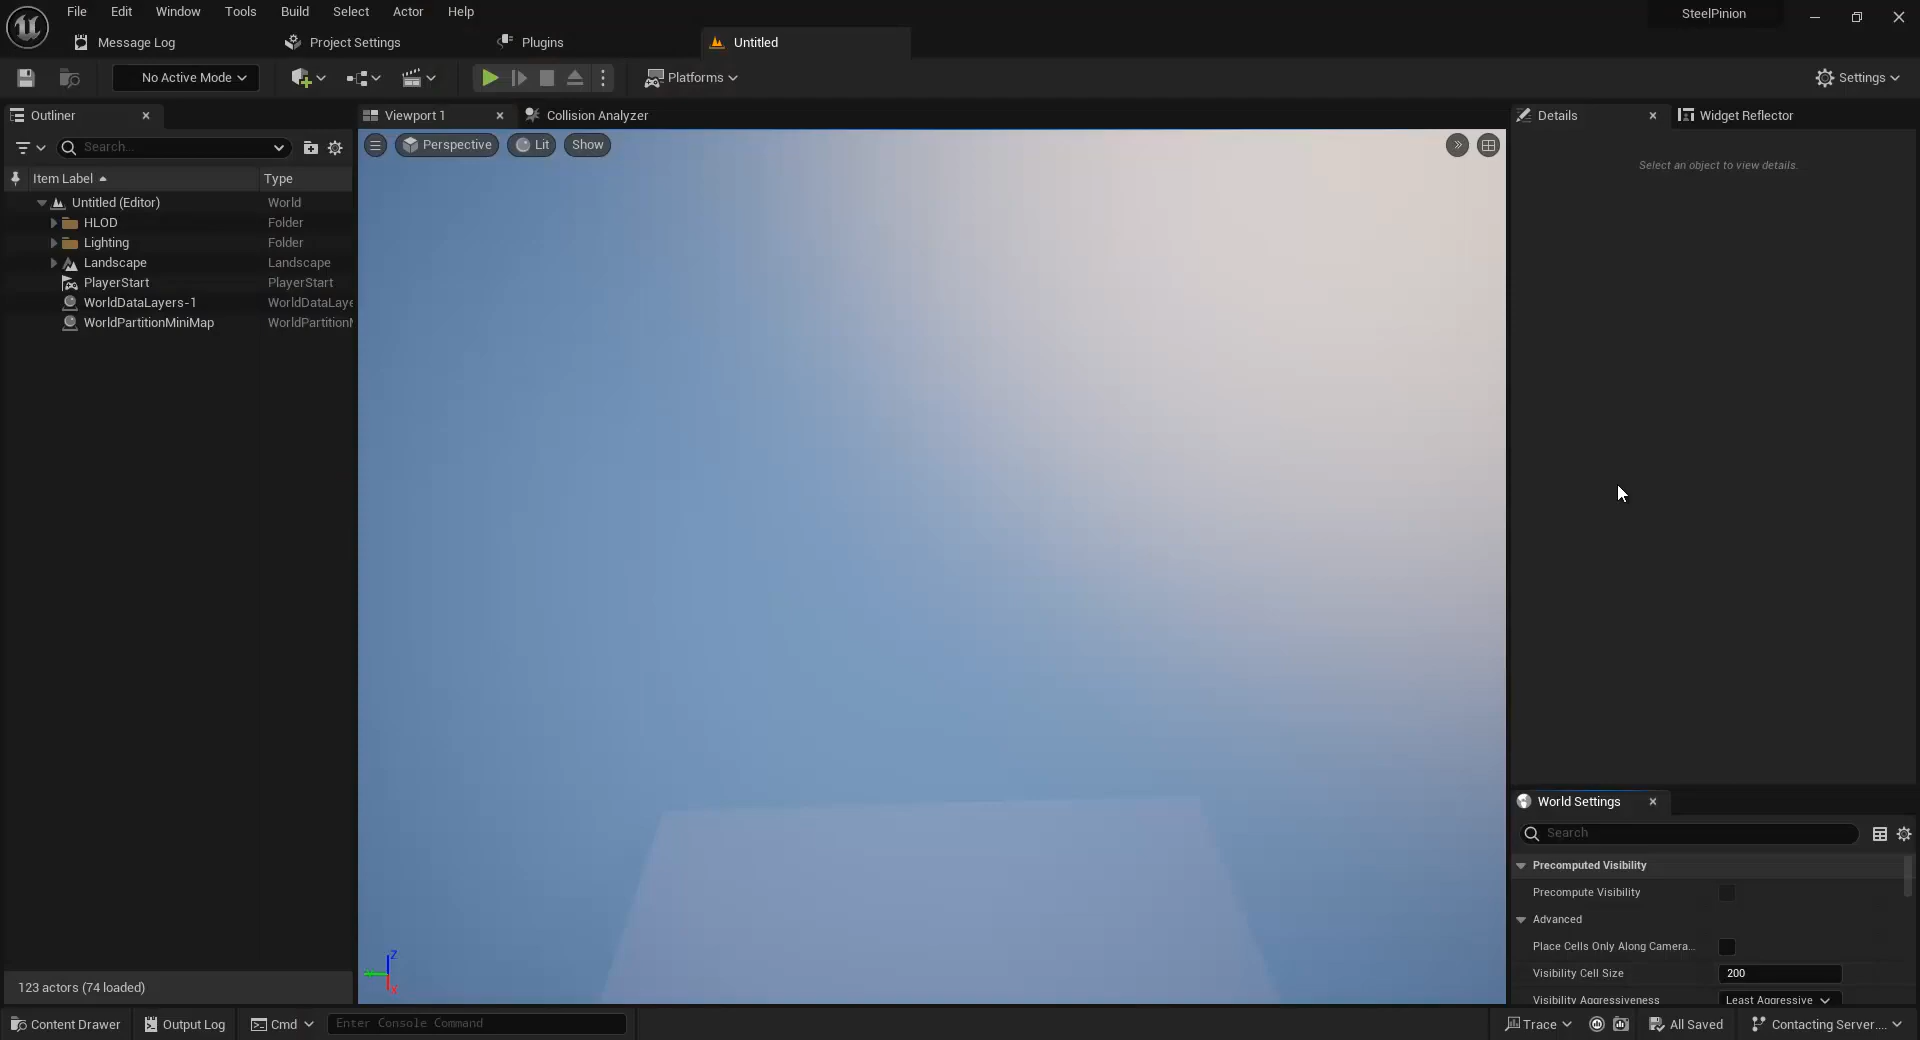 File Edit Window Tools Build Select Actor Help
SteelPinion
Message Log Project Settings Plugins Untitled
No Active Mode Platforms Settings
Outliner Viewport 1 Collision Analyzer Details Widget Reflector
Search... Perspective Lit Show
Select an object to view details.
Item Label Type
Untitled (Editor) World
HLOD Folder
Lighting Folder
Landscape Landscape
PlayerStart PlayerStart
WorldDataLayers-1 WorldDataLaye
WorldPartitionMiniMap WorldPartition
World Settings
Search
Precomputed Visibility
Precompute Visibility
Advanced
Place Cells Only Along Camera...
Visibility Cell Size 200
Visibility Aggressiveness Least Aggressive
Z
X
123 actors (74 loaded)
Content Drawer Output Log Cmd Enter Console Command Trace All Saved Contacting Server....